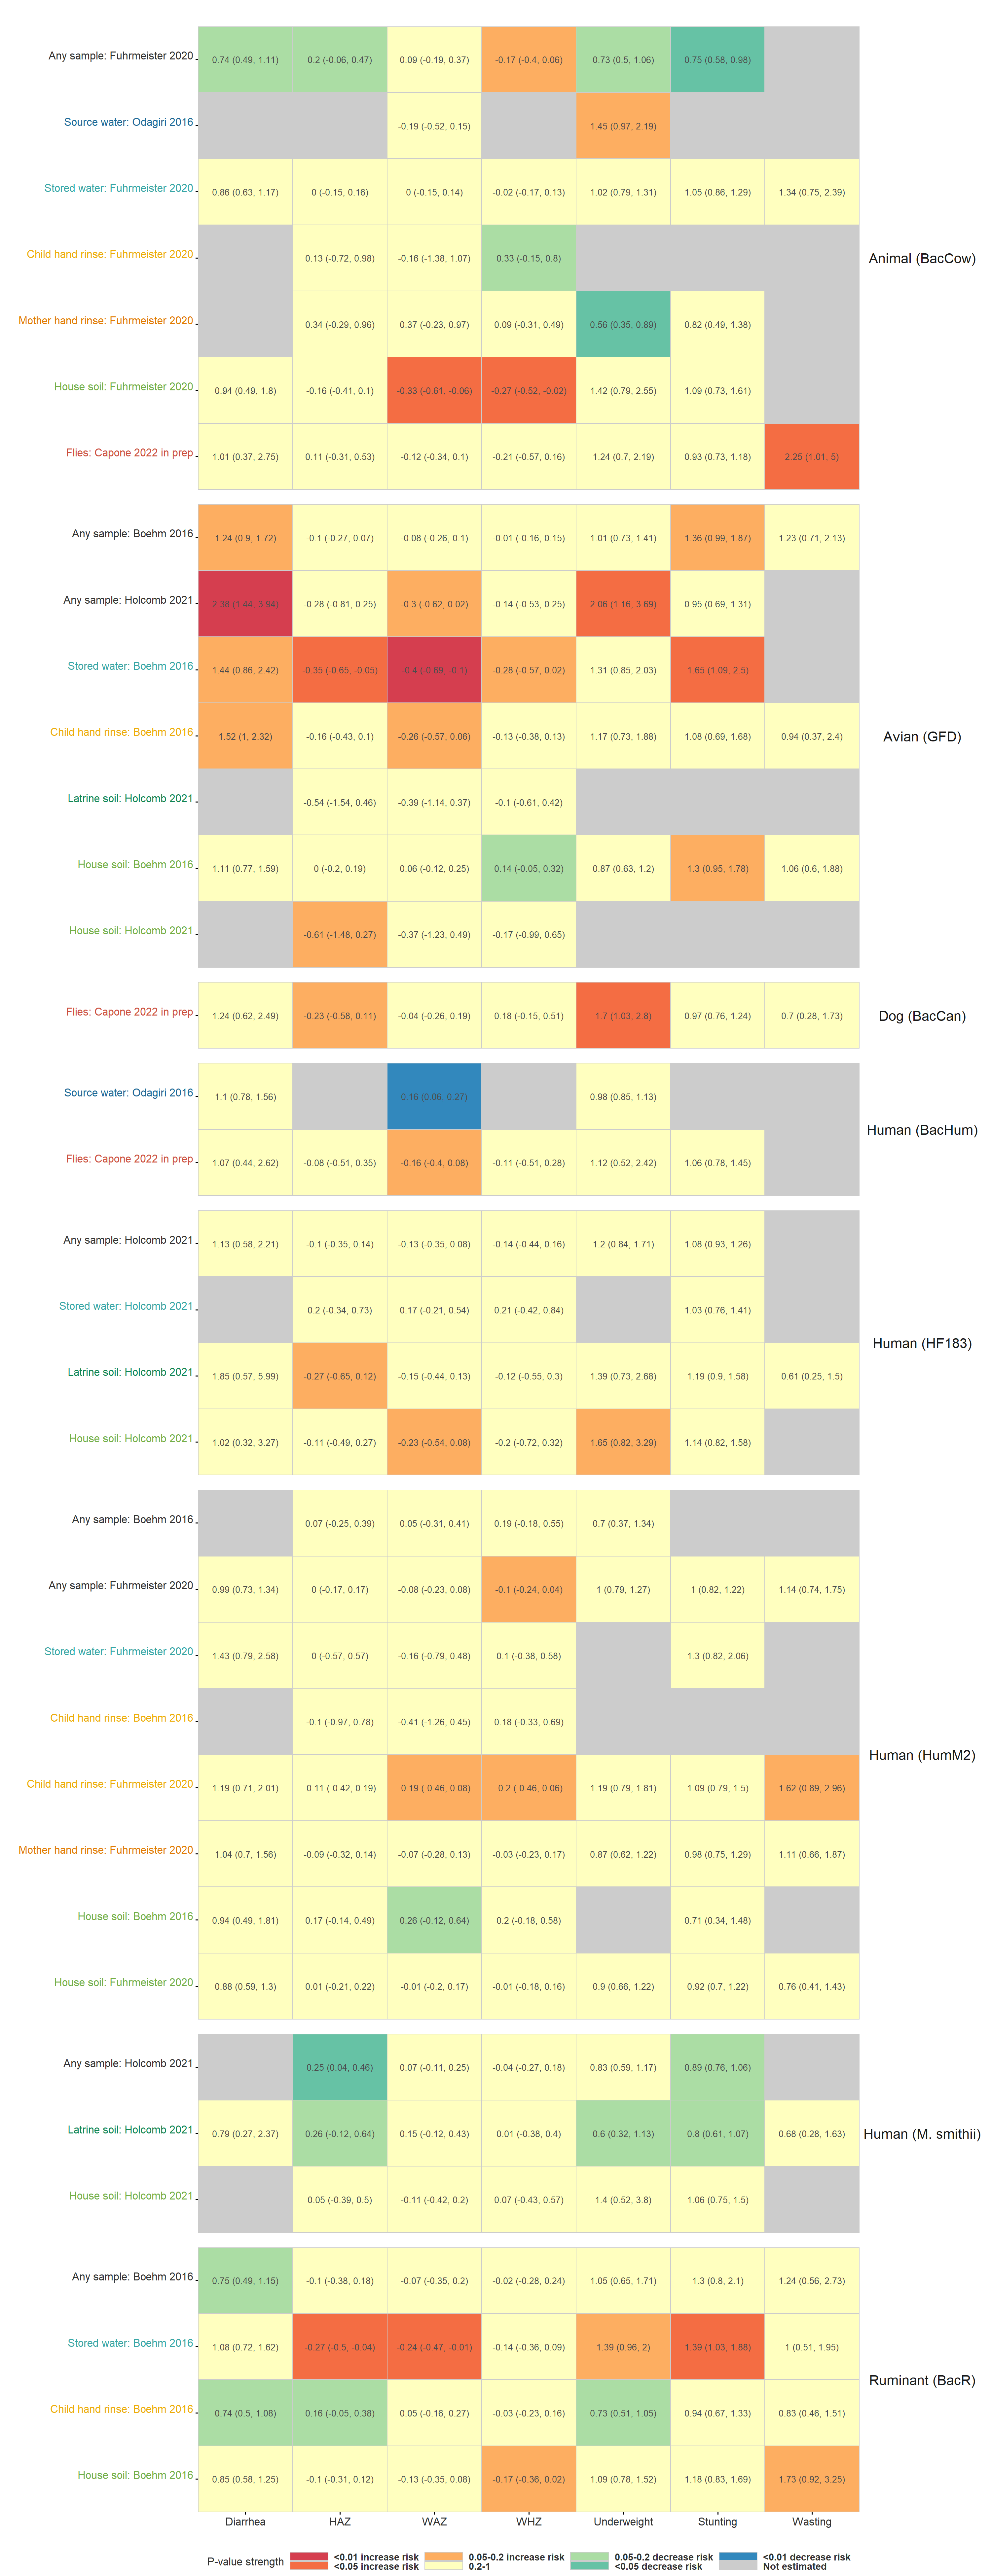 Any sample: Fuhrmeister 2020 0.74 (0.49, 1.11) 0.2 (-0.06, 0.47) 0.09 (-0.19, 0.37) -0.17 (-0.4, 0.06) 0.73 (0.5, 1.06) 0.75 (0.58, 0.98)
Source water: Odagiri 2016 -0.19 (-0.52, 0.15) 1.45 (0.97, 2.19)
Stored water: Fuhrmeister 2020 0.86 (0.63, 1.17) 0 (-0.15, 0.16) 0 (-0.15, 0.14) -0.02 (-0.17, 0.13) 1.02 (0.79, 1.31) 1.05 (0.86, 1.29) 1.34 (0.75, 2.39)
Child hand rinse: Fuhrmeister 2020 0.13 (-0.72, 0.98) -0.16 (-1.38, 1.07) 0.33 (-0.15, 0.8)
Animal (BacCow)
Mother hand rinse: Fuhrmeister 2020 0.34 (-0.29, 0.96) 0.37 (-0.23, 0.97) 0.09 (-0.31, 0.49) 0.56 (0.35, 0.89) 0.82 (0.49, 1.38)
House soil: Fuhrmeister 2020 0.94 (0.49, 1.8) -0.16 (-0.41, 0.1) -0.33 (-0.61, -0.06) -0.27 (-0.52, -0.02) 1.42 (0.79, 2.55) 1.09 (0.73, 1.61)
Flies: Capone 2022 in prep 1.01 (0.37, 2.75) 0.11 (-0.31, 0.53) -0.12 (-0.34, 0.1) -0.21 (-0.57, 0.16) 1.24 (0.7, 2.19) 0.93 (0.73, 1.18) 2.25 (1.01, 5)
Any sample: Boehm 2016 1.24 (0.9, 1.72) -0.1 (-0.27, 0.07) -0.08 (-0.26, 0.1) -0.01 (-0.16, 0.15) 1.01 (0.73, 1.41) 1.36 (0.99, 1.87) 1.23 (0.71, 2.13)
Any sample: Holcomb 2021 2.38 (1.44, 3.94) -0.28 (-0.81, 0.25) -0.3 (-0.62, 0.02) -0.14 (-0.53, 0.25) 2.06 (1.16, 3.69) 0.95 (0.69, 1.31)
Stored water: Boehm 2016 1.44 (0.86, 2.42) -0.35 (-0.65, -0.05) -0.4 (-0.69, -0.1) -0.28 (-0.57, 0.02) 1.31 (0.85, 2.03) 1.65 (1.09, 2.5)
Child hand rinse: Boehm 2016 1.52 (1, 2.32) -0.16 (-0.43, 0.1) -0.26 (-0.57, 0.06) -0.13 (-0.38, 0.13) 1.17 (0.73, 1.88) 1.08 (0.69, 1.68) 0.94 (0.37, 2.4)
Avian (GFD)
Latrine soil: Holcomb 2021 -0.54 (-1.54, 0.46) -0.39 (-1.14, 0.37) -0.1 (-0.61, 0.42)
House soil: Boehm 2016 1.11 (0.77, 1.59) 0 (-0.2, 0.19) 0.06 (-0.12, 0.25) 0.14 (-0.05, 0.32) 0.87 (0.63, 1.2) 1.3 (0.95, 1.78) 1.06 (0.6, 1.88)
House soil: Holcomb 2021 -0.61 (-1.48, 0.27) -0.37 (-1.23, 0.49) -0.17 (-0.99, 0.65)
Flies: Capone 2022 in prep 1.24 (0.62, 2.49) -0.23 (-0.58, 0.11) -0.04 (-0.26, 0.19) 0.18 (-0.15, 0.51) 1.7 (1.03, 2.8) 0.97 (0.76, 1.24) 0.7 (0.28, 1.73)
Dog (BacCan)
Source water: Odagiri 2016 1.1 (0.78, 1.56) 0.16 (0.06, 0.27) 0.98 (0.85, 1.13)
Human (BacHum)
Flies: Capone 2022 in prep 1.07 (0.44, 2.62) -0.08 (-0.51, 0.35) -0.16 (-0.4, 0.08) -0.11 (-0.51, 0.28) 1.12 (0.52, 2.42) 1.06 (0.78, 1.45)
Any sample: Holcomb 2021 1.13 (0.58, 2.21) -0.1 (-0.35, 0.14) -0.13 (-0.35, 0.08) -0.14 (-0.44, 0.16) 1.2 (0.84, 1.71) 1.08 (0.93, 1.26)
Stored water: Holcomb 2021 0.2 (-0.34, 0.73) 0.17 (-0.21, 0.54) 0.21 (-0.42, 0.84) 1.03 (0.76, 1.41)
Human (HF183)
Latrine soil: Holcomb 2021 1.85 (0.57, 5.99) -0.27 (-0.65, 0.12) -0.15 (-0.44, 0.13) -0.12 (-0.55, 0.3) 1.39 (0.73, 2.68) 1.19 (0.9, 1.58) 0.61 (0.25, 1.5)
House soil: Holcomb 2021 1.02 (0.32, 3.27) -0.11 (-0.49, 0.27) -0.23 (-0.54, 0.08) -0.2 (-0.72, 0.32) 1.65 (0.82, 3.29) 1.14 (0.82, 1.58)
Any sample: Boehm 2016 0.07 (-0.25, 0.39) 0.05 (-0.31, 0.41) 0.19 (-0.18, 0.55) 0.7 (0.37, 1.34)
Any sample: Fuhrmeister 2020 0.99 (0.73, 1.34) 0 (-0.17, 0.17) -0.08 (-0.23, 0.08) -0.1 (-0.24, 0.04) 1 (0.79, 1.27) 1 (0.82, 1.22) 1.14 (0.74, 1.75)
Stored water: Fuhrmeister 2020 1.43 (0.79, 2.58) 0 (-0.57, 0.57) -0.16 (-0.79, 0.48) 0.1 (-0.38, 0.58) 1.3 (0.82, 2.06)
Child hand rinse: Boehm 2016 -0.1 (-0.97, 0.78) -0.41 (-1.26, 0.45) 0.18 (-0.33, 0.69)
Human (HumM2)
Child hand rinse: Fuhrmeister 2020 1.19 (0.71, 2.01) -0.11 (-0.42, 0.19) -0.19 (-0.46, 0.08) -0.2 (-0.46, 0.06) 1.19 (0.79, 1.81) 1.09 (0.79, 1.5) 1.62 (0.89, 2.96)
Mother hand rinse: Fuhrmeister 2020 1.04 (0.7, 1.56) -0.09 (-0.32, 0.14) -0.07 (-0.28, 0.13) -0.03 (-0.23, 0.17) 0.87 (0.62, 1.22) 0.98 (0.75, 1.29) 1.11 (0.66, 1.87)
House soil: Boehm 2016 0.94 (0.49, 1.81) 0.17 (-0.14, 0.49) 0.26 (-0.12, 0.64) 0.2 (-0.18, 0.58) 0.71 (0.34, 1.48)
House soil: Fuhrmeister 2020 0.88 (0.59, 1.3) 0.01 (-0.21, 0.22) -0.01 (-0.2, 0.17) -0.01 (-0.18, 0.16) 0.9 (0.66, 1.22) 0.92 (0.7, 1.22) 0.76 (0.41, 1.43)
Any sample: Holcomb 2021 0.25 (0.04, 0.46) 0.07 (-0.11, 0.25) -0.04 (-0.27, 0.18) 0.83 (0.59, 1.17) 0.89 (0.76, 1.06)
Latrine soil: Holcomb 2021 0.79 (0.27, 2.37) 0.26 (-0.12, 0.64) 0.15 (-0.12, 0.43) 0.01 (-0.38, 0.4) 0.6 (0.32, 1.13) 0.8 (0.61, 1.07) 0.68 (0.28, 1.63)
Human (M. smithii)
House soil: Holcomb 2021 0.05 (-0.39, 0.5) -0.11 (-0.42, 0.2) 0.07 (-0.43, 0.57) 1.4 (0.52, 3.8) 1.06 (0.75, 1.5)
Any sample: Boehm 2016 0.75 (0.49, 1.15) -0.1 (-0.38, 0.18) -0.07 (-0.35, 0.2) -0.02 (-0.28, 0.24) 1.05 (0.65, 1.71) 1.3 (0.8, 2.1) 1.24 (0.56, 2.73)
Stored water: Boehm 2016 1.08 (0.72, 1.62) -0.27 (-0.5, -0.04) -0.24 (-0.47, -0.01) -0.14 (-0.36, 0.09) 1.39 (0.96, 2) 1.39 (1.03, 1.88) 1 (0.51, 1.95)
Ruminant (BacR)
Child hand rinse: Boehm 2016 0.74 (0.5, 1.08) 0.16 (-0.05, 0.38) 0.05 (-0.16, 0.27) -0.03 (-0.23, 0.16) 0.73 (0.51, 1.05) 0.94 (0.67, 1.33) 0.83 (0.46, 1.51)
House soil: Boehm 2016 0.85 (0.58, 1.25) -0.1 (-0.31, 0.12) -0.13 (-0.35, 0.08) -0.17 (-0.36, 0.02) 1.09 (0.78, 1.52) 1.18 (0.83, 1.69) 1.73 (0.92, 3.25)
Diarrhea HAZ WAZ WHZ Underweight Stunting Wasting
P-value strength
<0.01 increase risk 0.05-0.2 increase risk 0.05-0.2 decrease risk <0.01 decrease risk
<0.05 increase risk 0.2-1 <0.05 decrease risk Not estimated